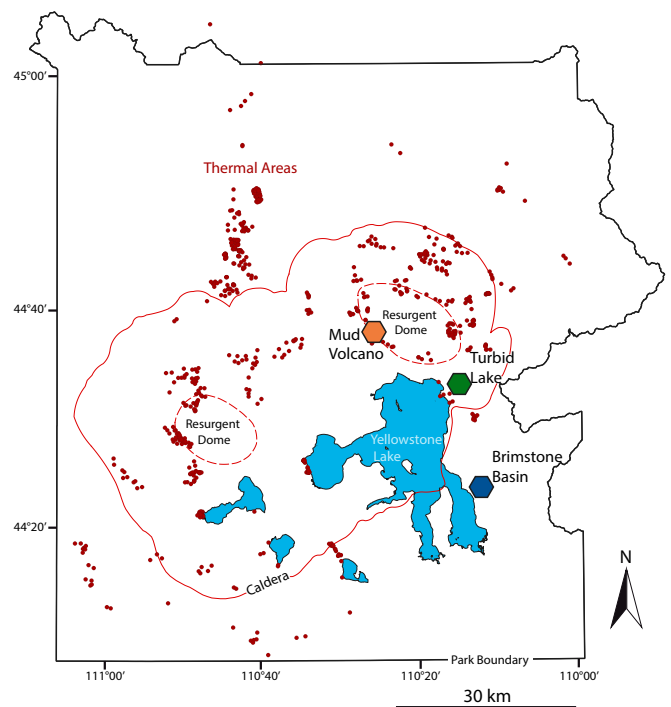 45°00′
Thermal Areas
44°40′
Resurgent
Dome
Mud
Volcano
Turbid
Lake
Resurgent
Dome
Yellowstone
Lake
Brimstone
Basin
44°20′
Caldera
N
Park Boundary
111°00′
110°40′
110°20′
110°00′
30 km